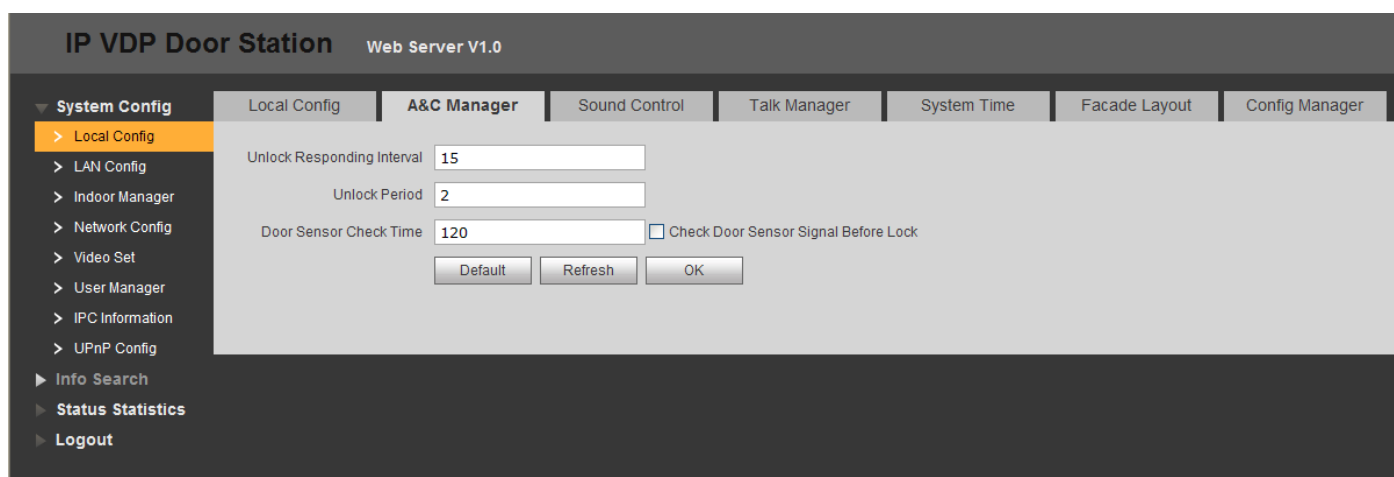 IP VDP Door Station Web Server V1.0
System Config
Local Config
LAN Config
Indoor Manager
Network Config
Video Set
User Manager
IPC Information
UPnP Config
Info Search
Status Statistics
Logout
Local Config A&C Manager Sound Control Talk Manager System Time Facade Layout Config Manager
Unlock Responding Interval 15
Unlock Period 2
Door Sensor Check Time 120 Check Door Sensor Signal Before Lock
Default Refresh OK